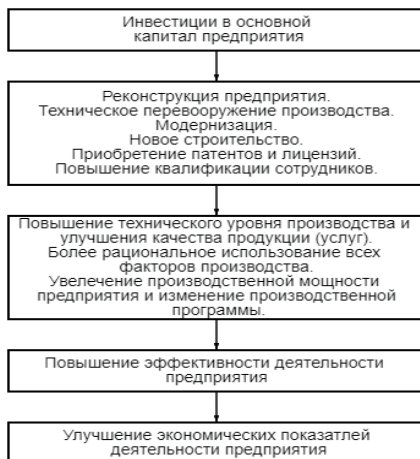 Инвестиции в основной
капитал предприятия
Реконструкция предприятия.
Техническое перевооружение производства.
Модернизация.
Новое строительство.
Приобретение патентов и лицензий.
Повышение квалификации сотрудников.
Повышение технического уровня производства и
улучшения качества продукции (услуг).
Более рациональное использование всех
факторов производства.
Увелечение производственной мощности
предприятия и изменение производственной
программы.
Повышение эффективности деятельности
предприятия
Улучшение экономических показатлей
деятельности предприятия